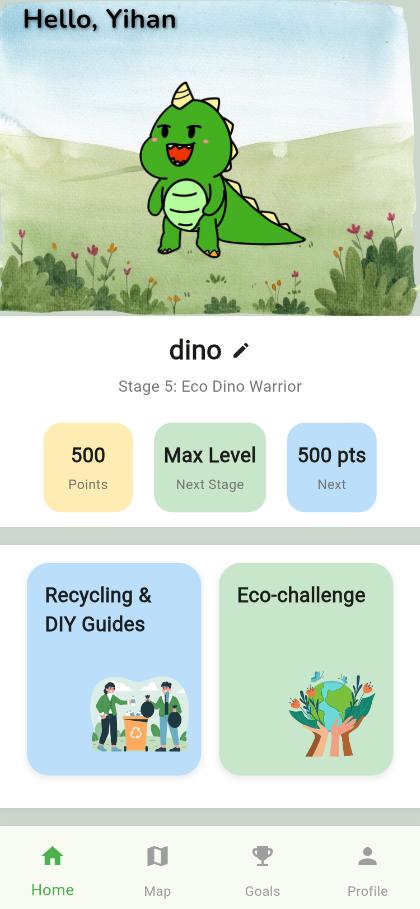 Hello, Yihan
dino
Stage 5: Eco Dino Warrior
500
Points
Max Level
Next Stage
500 pts
Next
Recycling &
DIY Guides
Eco-challenge
Home
Map
Goals
Profile